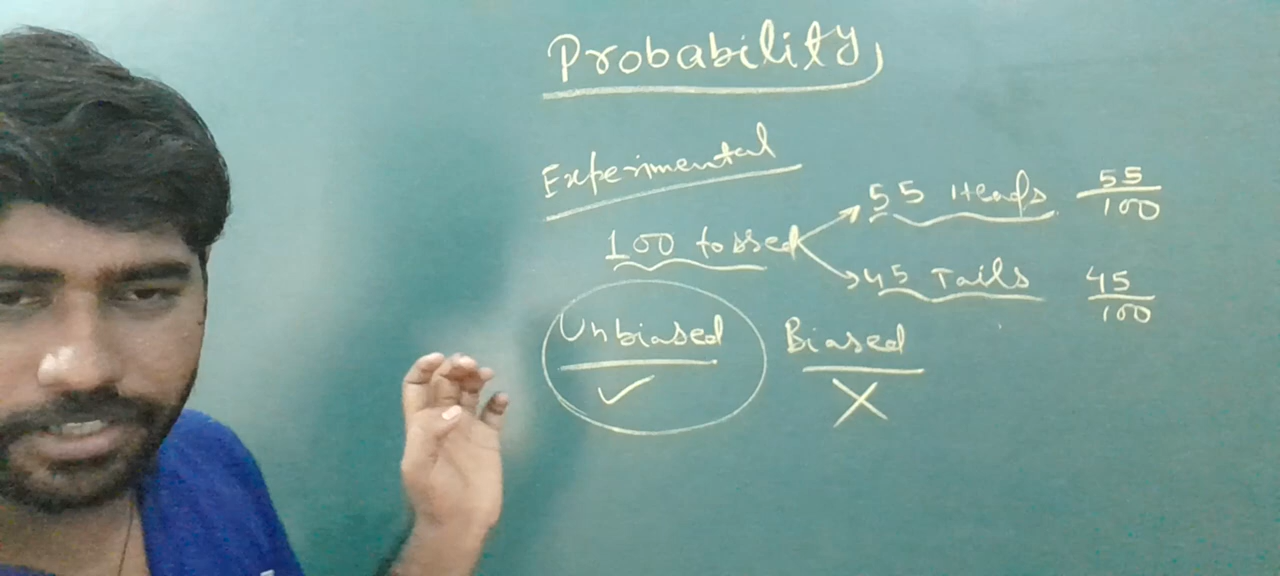 Probability
Experimental
55 Heads 55/100
100 tossed
45 Tails 45/100
Unbiased Biased
✓ X